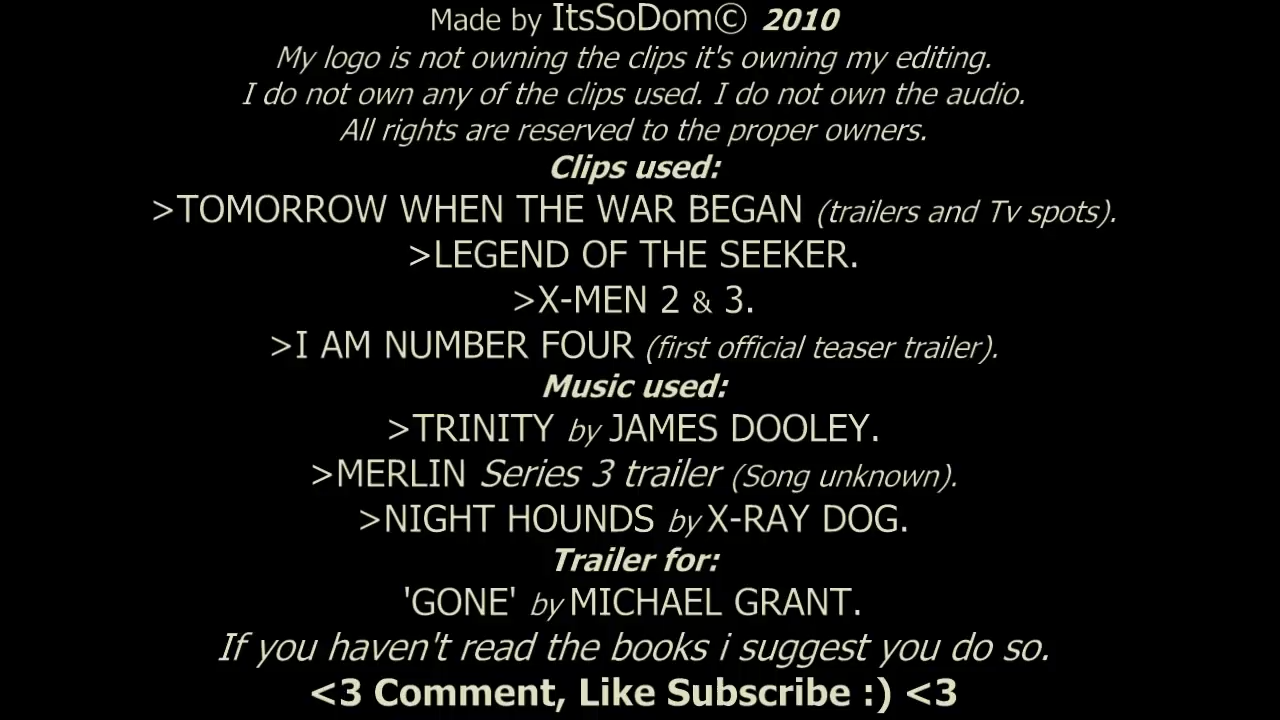 Made by ItsSoDom© 2010
My logo is not owning the clips it's owning my editing.
I do not own any of the clips used. I do not own the audio.
All rights are reserved to the proper owners.
Clips used:
>TOMORROW WHEN THE WAR BEGAN (trailers and Tv spots).
>LEGEND OF THE SEEKER.
>X-MEN 2 & 3.
>I AM NUMBER FOUR (first official teaser trailer).
Music used:
>TRINITY by JAMES DOOLEY.
>MERLIN Series 3 trailer (Song unknown).
>NIGHT HOUNDS by X-RAY DOG.
Trailer for:
'GONE' by MICHAEL GRANT.
If you haven't read the books i suggest you do so.
<3 Comment, Like Subscribe :) <3